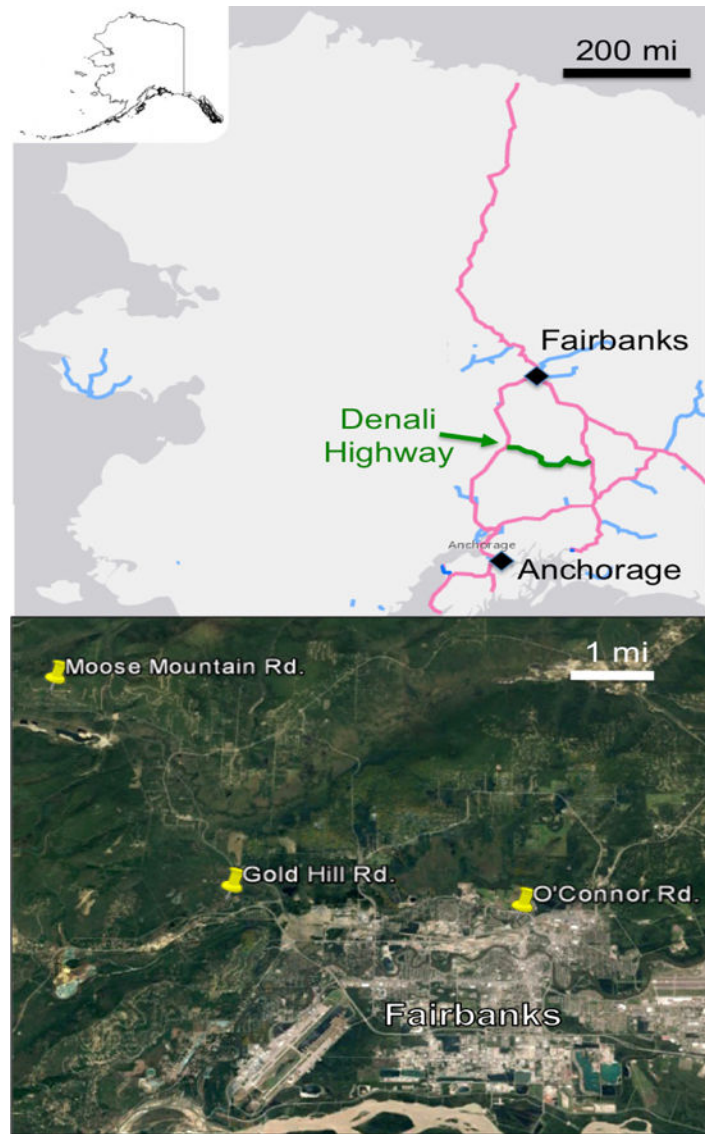 200 mi
Fairbanks
Denali
Highway
Anchorage
Anchorage
1 mi
Moose Mountain Rd.
Gold Hill Rd.
O'Connor Rd.
Fairbanks